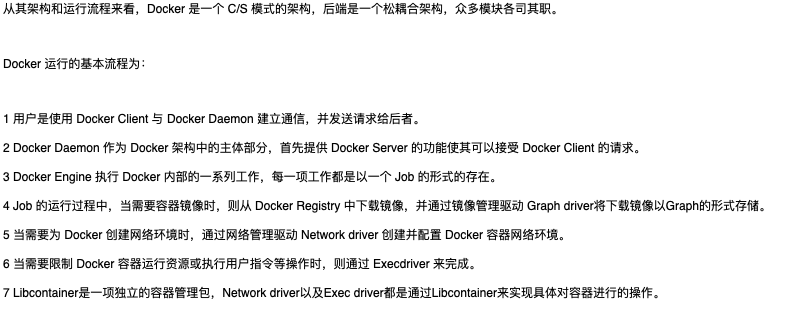 从其架构和运行流程来看，Docker 是一个 C/S 模式的架构，后端是一个松耦合架构，众多模块各司其职。
Docker 运行的基本流程为：
1 用户是使用 Docker Client 与 Docker Daemon 建立通信，并发送请求给后者。
2 Docker Daemon 作为 Docker 架构中的主体部分，首先提供 Docker Server 的功能使其可以接受 Docker Client 的请求。
3 Docker Engine 执行 Docker 内部的一系列工作，每一项工作都是以一个 Job 的形式的存在。
4 Job 的运行过程中，当需要容器镜像时，则从 Docker Registry 中下载镜像，并通过镜像管理驱动 Graph driver将下载镜像以Graph的形式存储。
5 当需要为 Docker 创建网络环境时，通过网络管理驱动 Network driver 创建并配置 Docker 容器网络环境。
6 当需要限制 Docker 容器运行资源或执行用户指令等操作时，则通过 Execdriver 来完成。
7 Libcontainer是一项独立的容器管理包，Network driver以及Exec driver都是通过Libcontainer来实现具体对容器进行的操作。